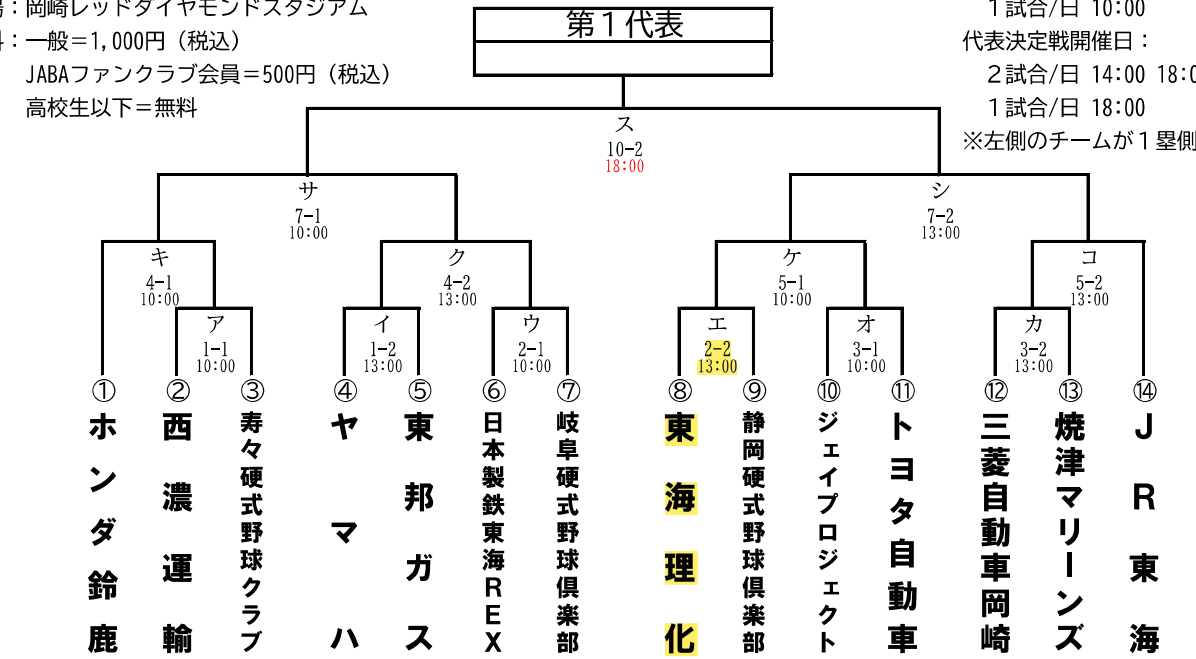 ：岡崎レッドダイヤモンドスタジアム
：一般＝1,000円（税込）
JABAファンクラブ会員＝500円（税込）
高校生以下＝無料
第１代表
１試合/日 10:00
代表決定戦開催日：
２試合/日 14:00
１試合/日 18:00
※左側のチームが１塁側
ス
10-2
18:00
サ
7-1
10:00
シ
7-2
13:00
キ
4-1
10:00
ク
4-2
13:00
ケ
5-1
10:00
コ
5-2
13:00
ア
1-1
10:00
イ
1-2
13:00
ウ
2-1
10:00
エ
2-2
13:00
オ
3-1
10:00
カ
3-2
13:00
① ホンダ鈴鹿
② 西濃運輸
③ 寿々硬式野球クラブ
④ ヤマハ
⑤ 東邦ガス
⑥ 日本製鉄東海REX
⑦ 岐阜硬式野球倶楽部
⑧ 東海理化
⑨ 静岡硬式野球倶楽部
⑩ ジェイプロジェクト
⑪ トヨタ自動車
⑫ 三菱自動車岡崎
⑬ 焼津マリーンズ
⑭ JR東海